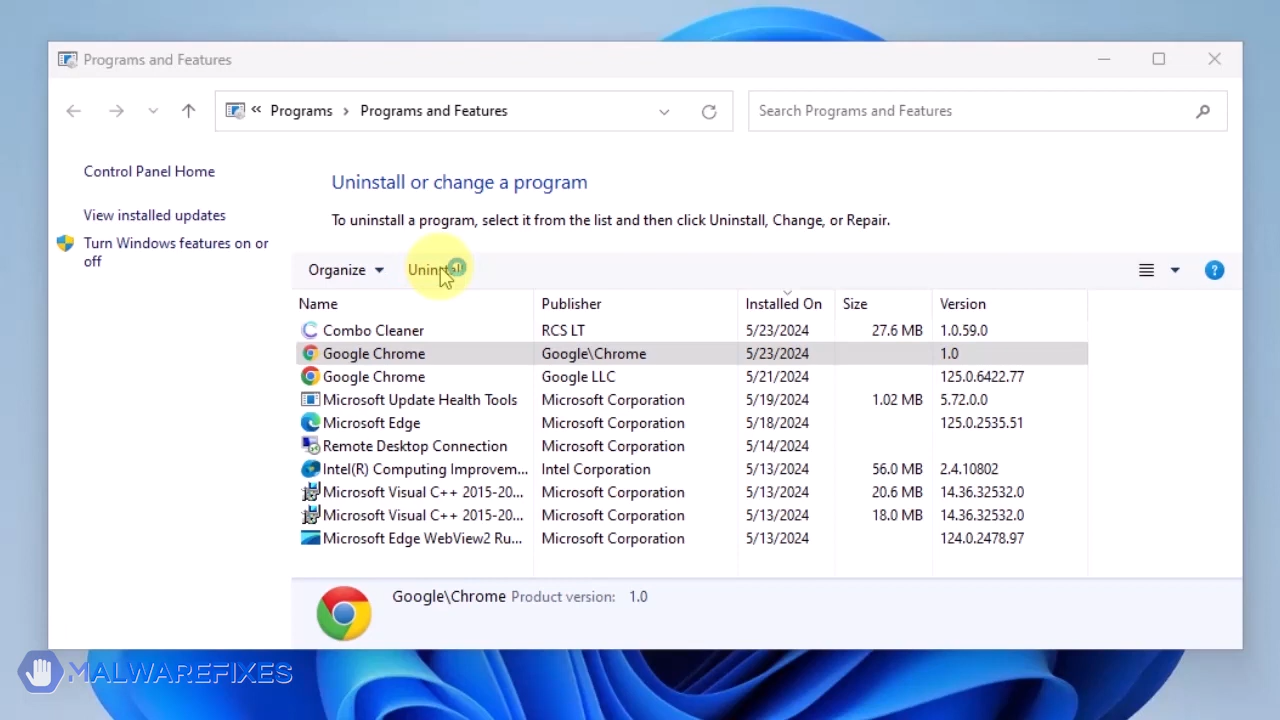 Programs and Features
« Programs › Programs and Features
Search Programs and Features
Control Panel Home
View installed updates
Turn Windows features on or
off
Uninstall or change a program
To uninstall a program, select it from the list and then click Uninstall, Change, or Repair.
Organize Uninstall
Name Publisher Installed On Size Version
Combo Cleaner RCS LT 5/23/2024 27.6 MB 1.0.59.0
Google Chrome Google\Chrome 5/23/2024 1.0
Google Chrome Google LLC 5/21/2024 125.0.6422.77
Microsoft Update Health Tools Microsoft Corporation 5/19/2024 1.02 MB 5.72.0.0
Microsoft Edge Microsoft Corporation 5/18/2024 125.0.2535.51
Remote Desktop Connection Microsoft Corporation 5/14/2024
Intel(R) Computing Improvem... Intel Corporation 5/13/2024 56.0 MB 2.4.10802
Microsoft Visual C++ 2015-20... Microsoft Corporation 5/13/2024 20.6 MB 14.36.32532.0
Microsoft Visual C++ 2015-20... Microsoft Corporation 5/13/2024 18.0 MB 14.36.32532.0
Microsoft Edge WebView2 Ru... Microsoft Corporation 5/13/2024 124.0.2478.97
Google\Chrome Product version: 1.0
MALWAREFIXES